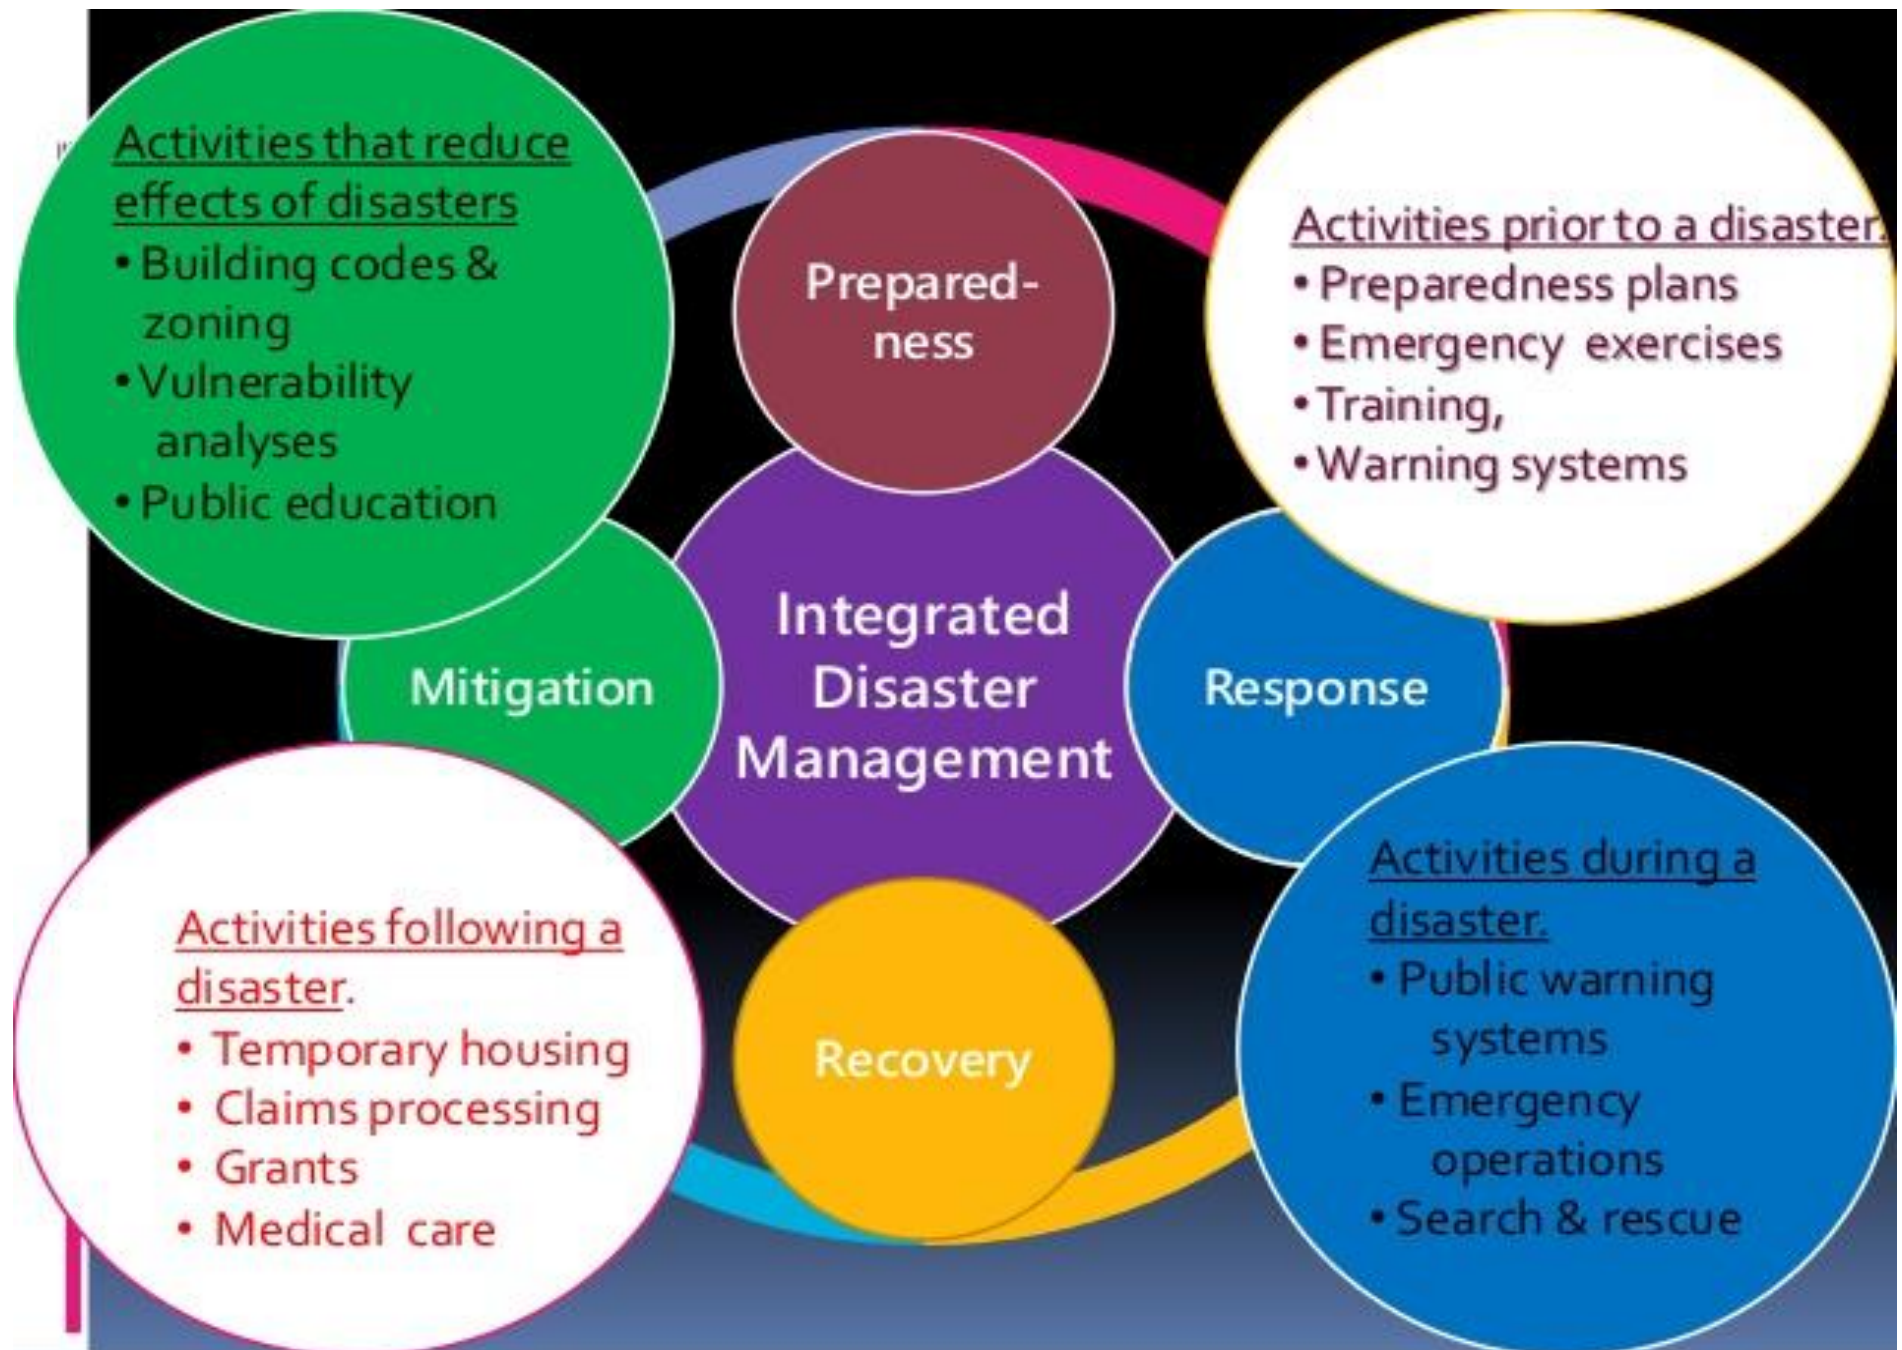 Activities that reduce
effects of disasters
• Building codes &
zoning
• Vulnerability
analyses
• Public education
Prepared-
ness
Activities prior to a disaster.
• Preparedness plans
• Emergency exercises
• Training,
• Warning systems
Mitigation
Integrated
Disaster
Management
Response
Activities following a
disaster.
• Temporary housing
• Claims processing
• Grants
• Medical care
Recovery
Activities during a
disaster.
• Public warning
systems
• Emergency
operations
• Search & rescue